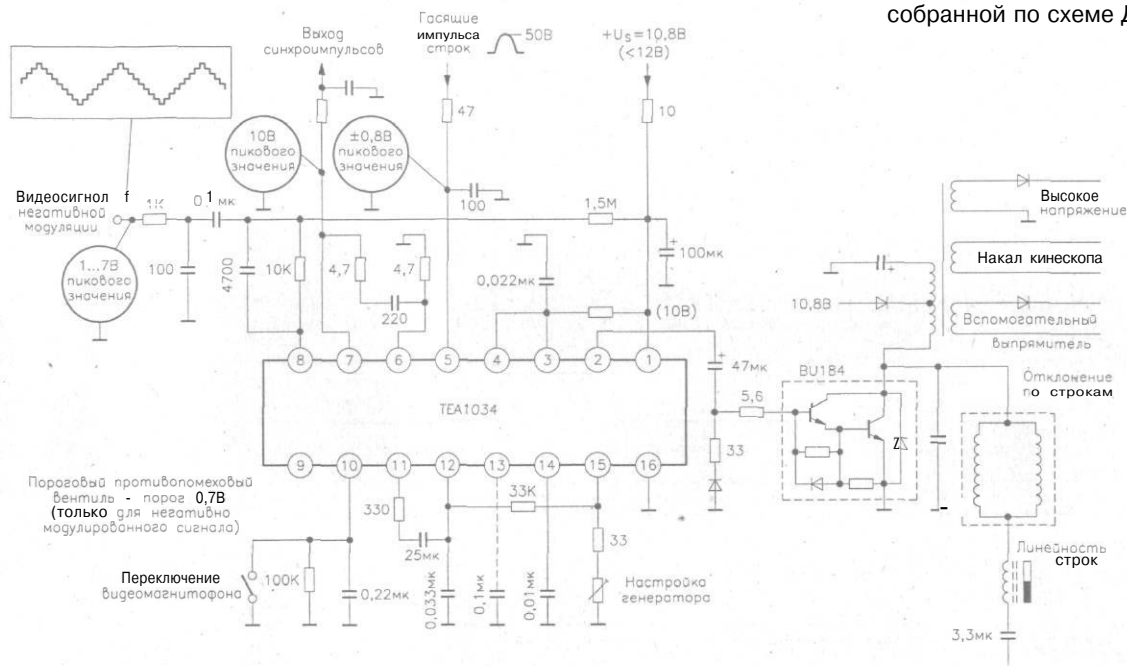 собранной по схеме Д
Выход
синхроимпульсов
Гасящие
импульса
строк
50В
+Us=10,8В
(<12В)
47
10
10В
пикового
значения
±0,8В
пикового
значения
Видеосигнол f
негативной
модуляции
1К
0,1 мк
1...7В
пикового
значения
100
4700
10К
4,7
4,7
220
100
1,5М
0,022мк
100мк
(10В)
8
7
6
5
4
3
2
1
TEA1034
9
10
11
12
13
14
15
16
47мк
5,6
33
BU184
Z
10,8В
Высокое
напряжение
Накал кинескопа
Вспомогательный
выпрямитель
Отклонение
по строкам
Линейность
строк
3,3мк
Пороговый противопомеховый
вентиль - порог 0,7В
(только для негативно
модулированного сигнала)
Переключение
видеомагнитофона
100К
0,22мк
330
25мк
0,033мк
0,1мк
0,01мк
33К
33
Настройка
генератора